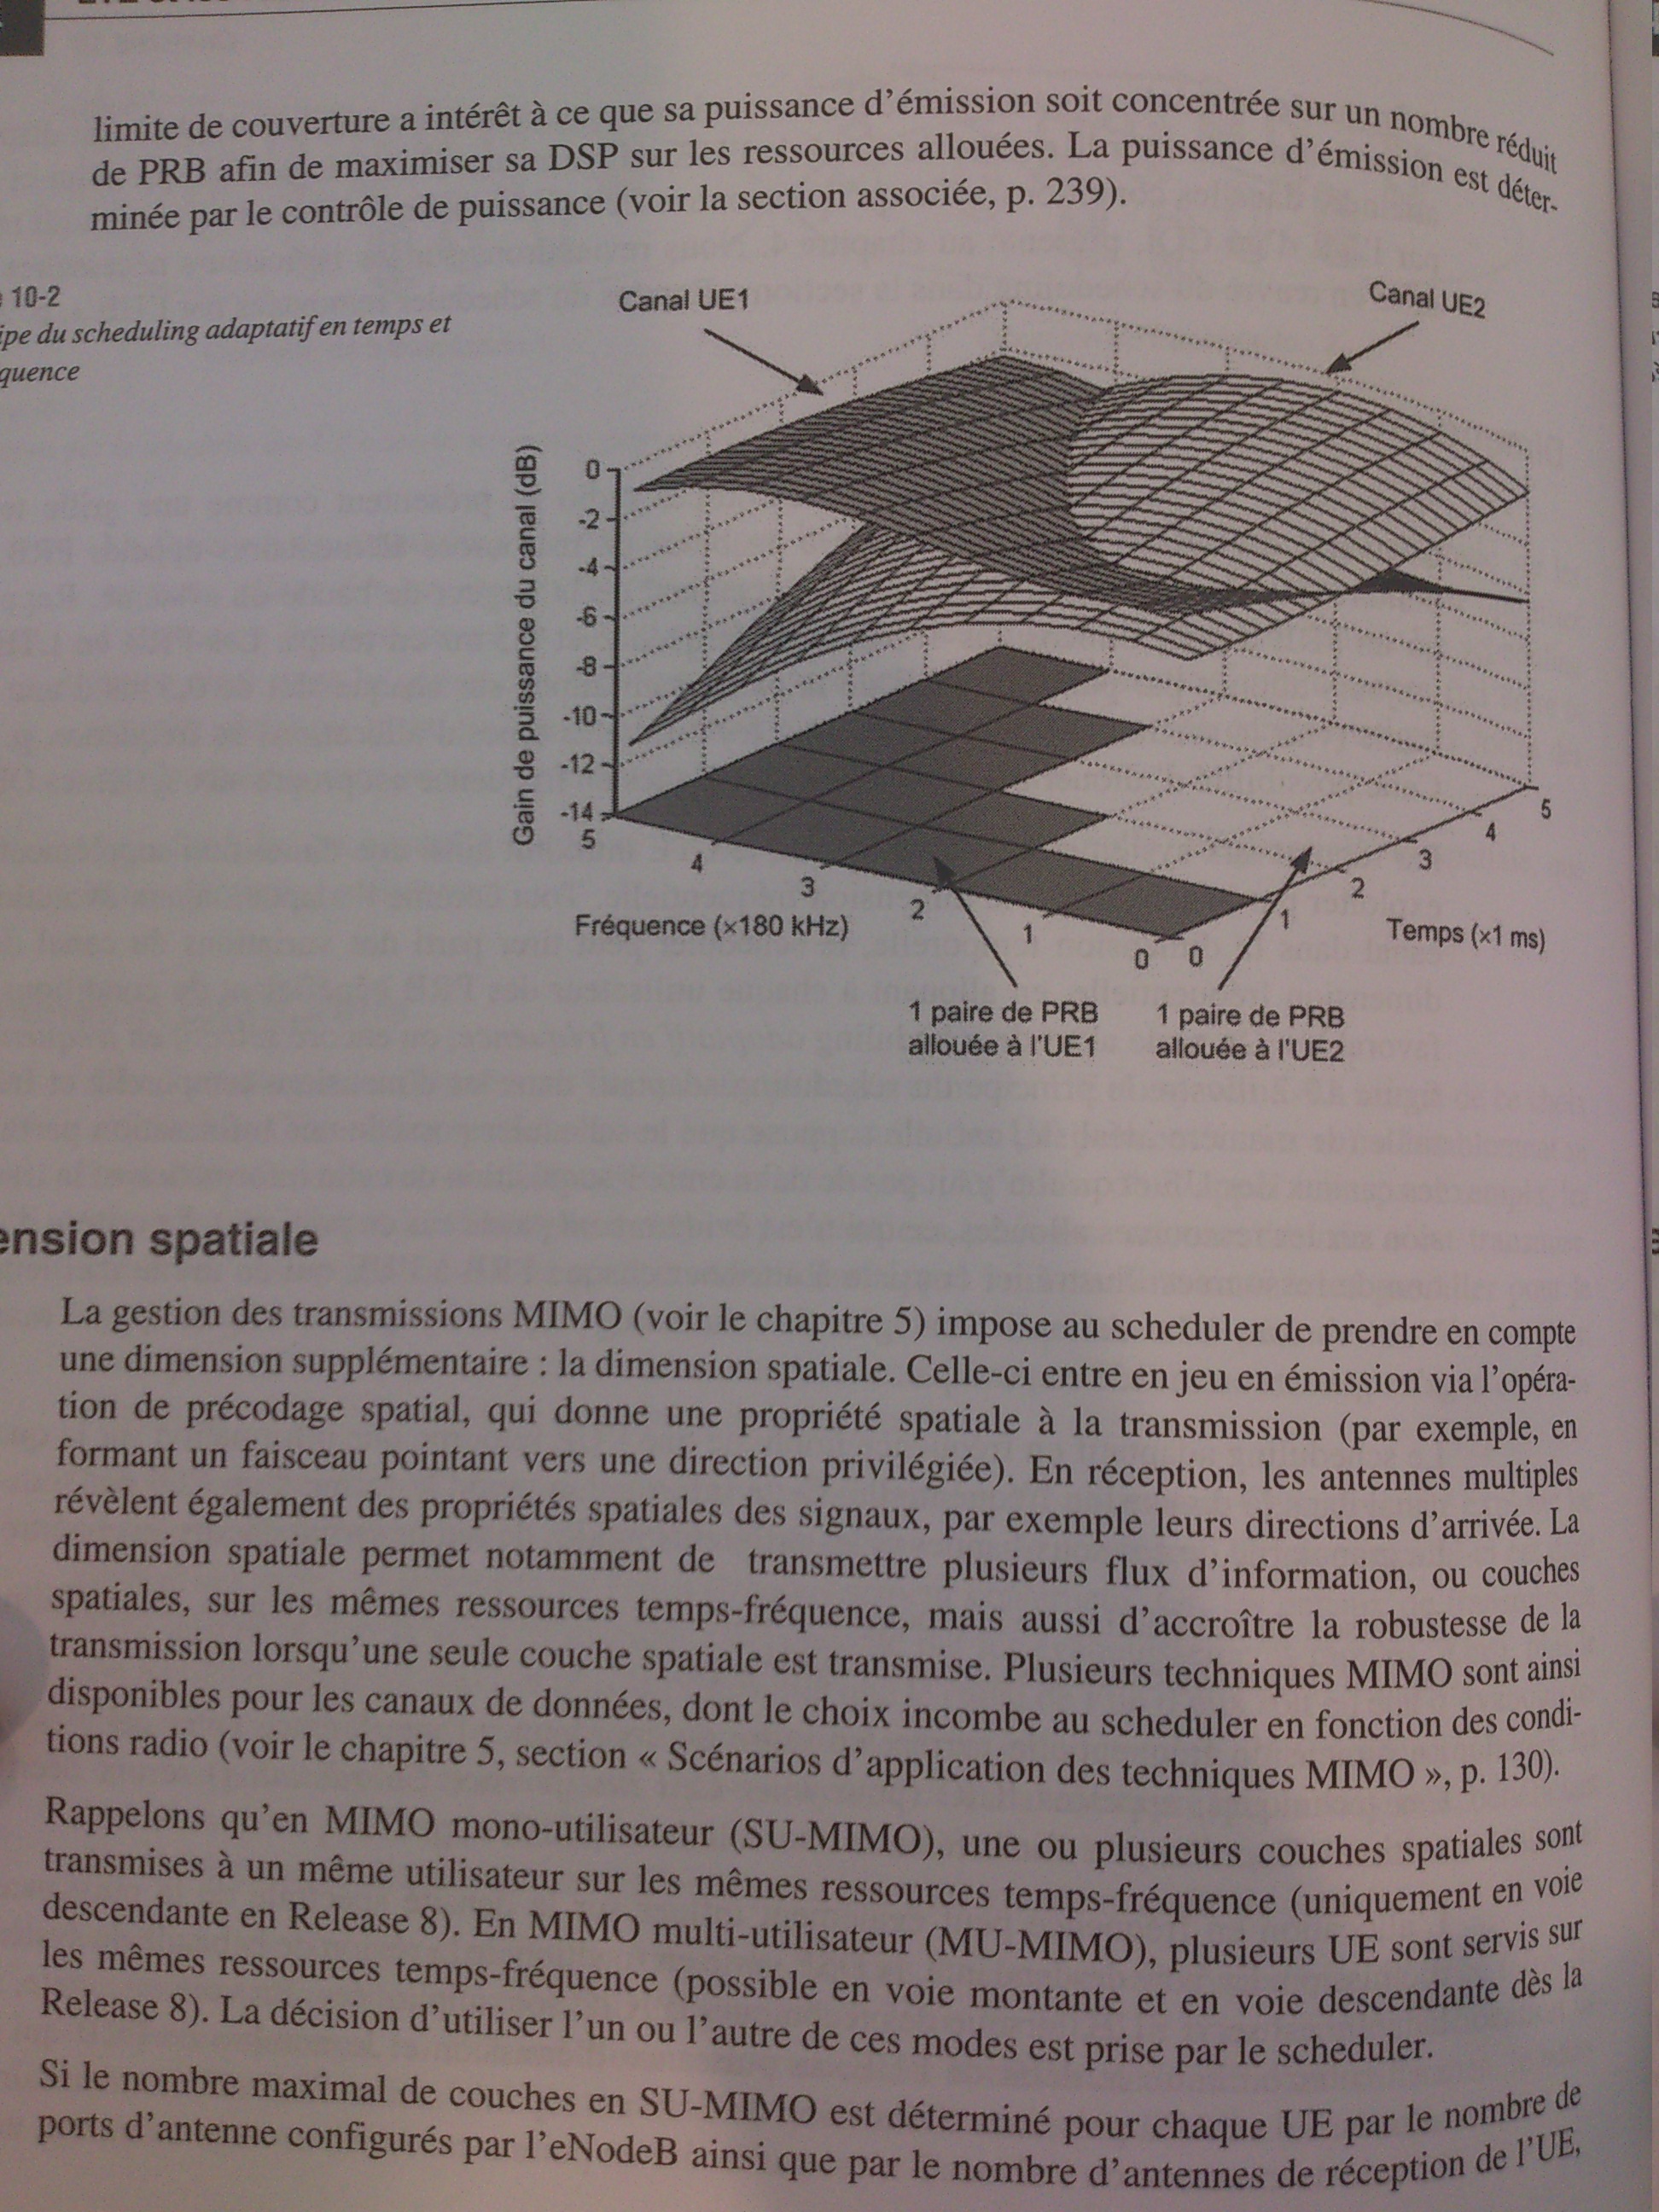 limite de couverture a intérêt à ce que sa puissance d'émission soit concentrée sur un nombre réduit
de PRB afin de maximiser sa DSP sur les ressources allouées. La puissance d'émission est déter-
minée par le contrôle de puissance (voir la section associée, p. 239).
10-2
ipe du scheduling adaptatif en temps et
quence
Canal UE1
Canal UE2
Gain de puissance du canal (dB)
0
-2
-4
-6
-8
-10
-12
-14
5
4
3
2
1
0
Fréquence (×180 kHz)
0
1
2
3
4
5
Temps (×1 ms)
1 paire de PRB
allouée à l'UE1
1 paire de PRB
allouée à l'UE2
ension spatiale
La gestion des transmissions MIMO (voir le chapitre 5) impose au scheduler de prendre en compte
une dimension supplémentaire : la dimension spatiale. Celle-ci entre en jeu en émission via l'opéra-
tion de précodage spatial, qui donne une propriété spatiale à la transmission (par exemple, en
formant un faisceau pointant vers une direction privilégiée). En réception, les antennes multiples
révèlent également des propriétés spatiales des signaux, par exemple leurs directions d'arrivée. La
dimension spatiale permet notamment de transmettre plusieurs flux d'information, ou couches
spatiales, sur les mêmes ressources temps-fréquence, mais aussi d'accroître la robustesse de la
transmission lorsqu'une seule couche spatiale est transmise. Plusieurs techniques MIMO sont ainsi
disponibles pour les canaux de données, dont le choix incombe au scheduler en fonction des condi-
tions radio (voir le chapitre 5, section « Scénarios d'application des techniques MIMO », p. 130).
Rappelons qu'en MIMO mono-utilisateur (SU-MIMO), une ou plusieurs couches spatiales sont
transmises à un même utilisateur sur les mêmes ressources temps-fréquence (uniquement en voie
descendante en Release 8). En MIMO multi-utilisateur (MU-MIMO), plusieurs UE sont servis sur
les mêmes ressources temps-fréquence (possible en voie montante et en voie descendante dès la
Release 8). La décision d'utiliser l'un ou l'autre de ces modes est prise par le scheduler.
Si le nombre maximal de couches en SU-MIMO est déterminé pour chaque UE par le nombre de
ports d'antenne configurés par l'eNodeB ainsi que par le nombre d'antennes de réception de l'UE,